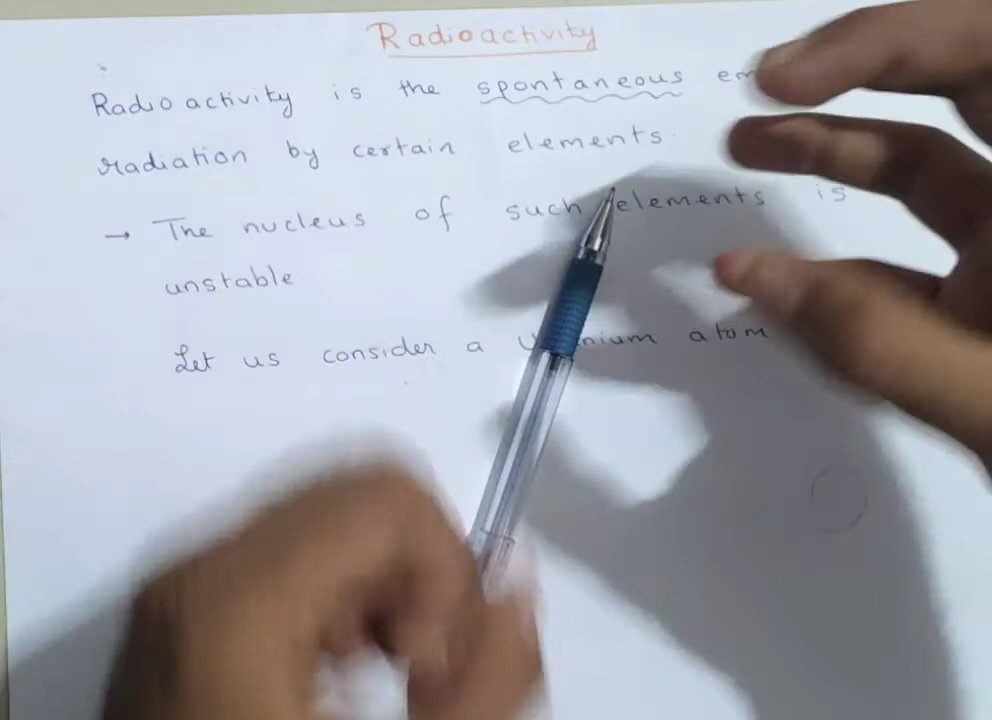 Radioactivity
Radioactivity is the spontaneous
radiation by certain elements.
→ The nucleus of such elements is
unstable
Let us consider a atom